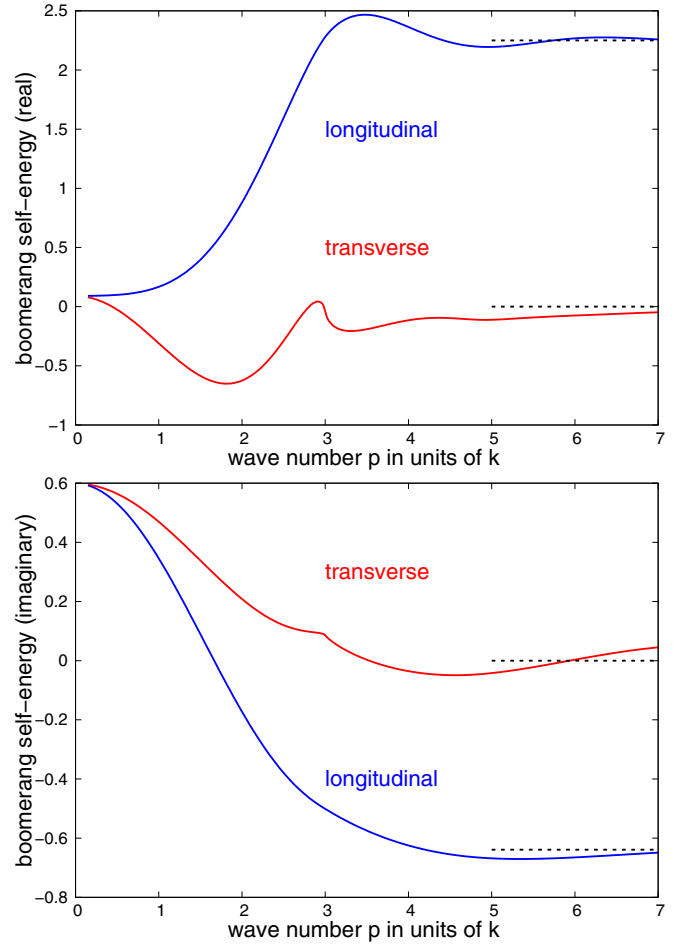 boomerang self-energy (real)
2.5
2
1.5
1
0.5
0
-0.5
-1
longitudinal
transverse
0 1 2 3 4 5 6 7
wave number p in units of k
boomerang self-energy (imaginary)
0.6
0.4
0.2
0
-0.2
-0.4
-0.6
-0.8
transverse
longitudinal
0 1 2 3 4 5 6 7
wave number p in units of k